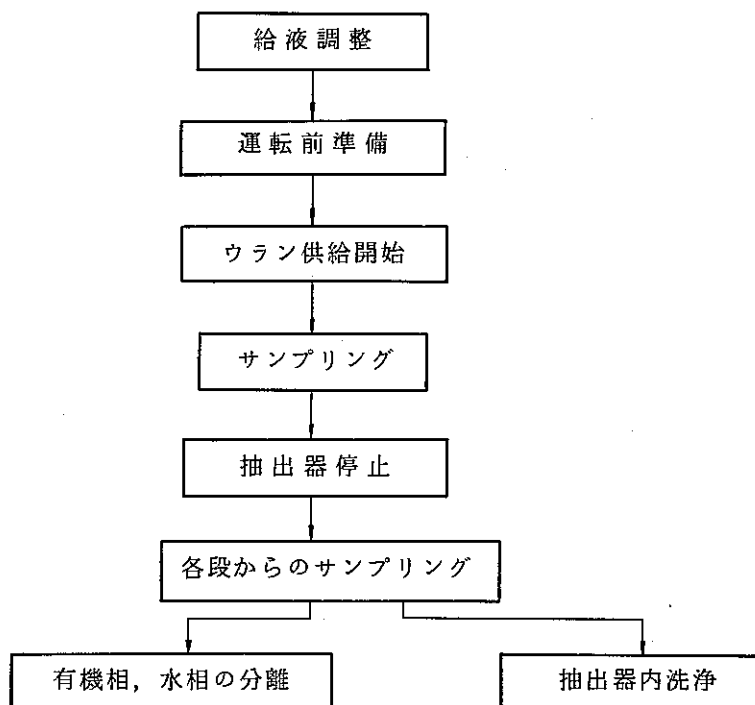 給液調整
運転前準備
ウラン供給開始
サンプリング
抽出器停止
各段からのサンプリング
有機相，水相の分離
抽出器内洗浄